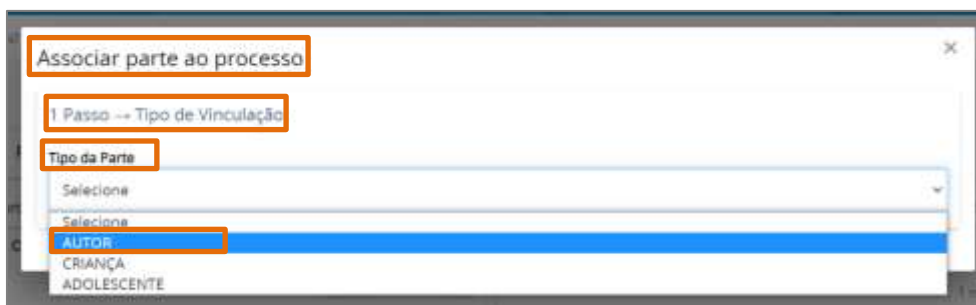 Associar parte ao processo
×
1 Passo → Tipo de Vinculação
Tipo da Parte
Selecione
Selecione
AUTOR
CRIANÇA
ADOLESCENTE